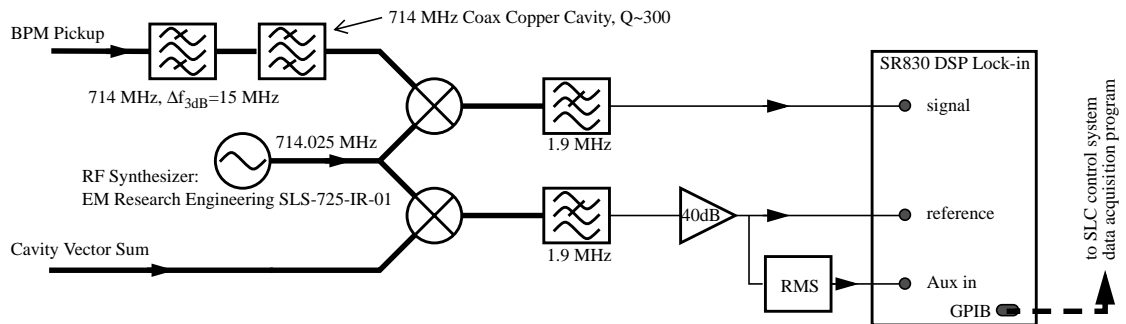 714 MHz Coax Copper Cavity, Q~300
BPM Pickup
714 MHz, Δf3dB=15 MHz
SR830 DSP Lock-in
signal
1.9 MHz
714.025 MHz
RF Synthesizer:
EM Research Engineering SLS-725-IR-01
40dB
reference
Cavity Vector Sum
1.9 MHz
RMS
Aux in
GPIB
to SLC control system
data acquisition program